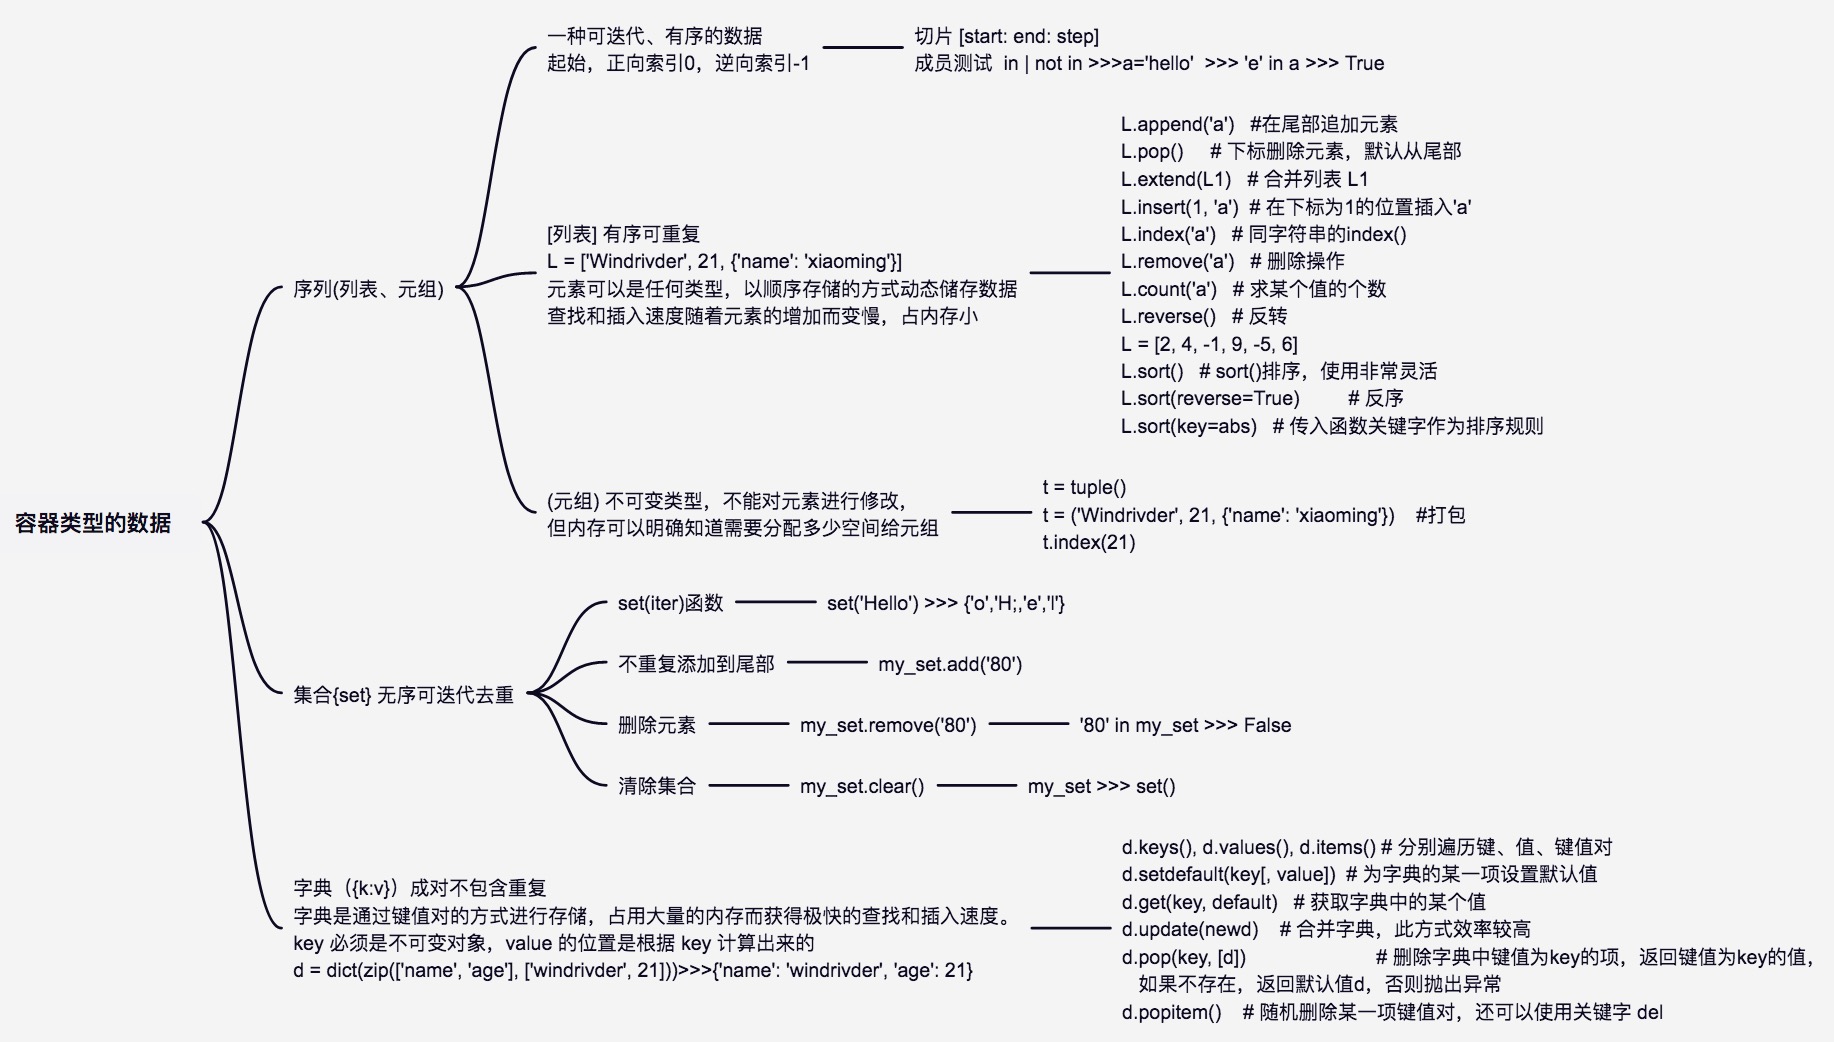 容器类型的数据
序列(列表、元组)
一种可迭代、有序的数据
起始，正向索引0，逆向索引-1
切片 [start: end: step]
成员测试  in | not in >>>a='hello'  >>> 'e' in a >>> True
[列表] 有序可重复
L = ['Windrivder', 21, {'name': 'xiaoming'}]
元素可以是任何类型，以顺序存储的方式动态储存数据
查找和插入速度随着元素的增加而变慢，占内存小
L.append('a')   #在尾部追加元素
L.pop()     # 下标删除元素，默认从尾部
L.extend(L1)   # 合并列表 L1
L.insert(1, 'a')  # 在下标为1的位置插入'a'
L.index('a')   # 同字符串的index()
L.remove('a')   # 删除操作
L.count('a')   # 求某个值的个数
L.reverse()   # 反转
L = [2, 4, -1, 9, -5, 6]
L.sort()   # sort()排序，使用非常灵活
L.sort(reverse=True)         # 反序
L.sort(key=abs)   # 传入函数关键字作为排序规则
(元组) 不可变类型，不能对元素进行修改，
但内存可以明确知道需要分配多少空间给元组
t = tuple()
t = ('Windrivder', 21, {'name': 'xiaoming'})    #打包
t.index(21)
集合{set} 无序可迭代去重
set(iter)函数
set('Hello') >>> {'o','H;,'e','l'}
不重复添加到尾部
my_set.add('80')
删除元素
my_set.remove('80')
'80' in my_set >>> False
清除集合
my_set.clear()
my_set >>> set()
字典（{k:v}）成对不包含重复
字典是通过键值对的方式进行存储，占用大量的内存而获得极快的查找和插入速度。
key 必须是不可变对象，value 的位置是根据 key 计算出来的
d = dict(zip(['name', 'age'], ['windrivder', 21]))>>>{'name': 'windrivder', 'age': 21}
d.keys(), d.values(), d.items() # 分别遍历键、值、键值对
d.setdefault(key[, value])  # 为字典的某一项设置默认值
d.get(key, default)   # 获取字典中的某个值
d.update(newd)    # 合并字典，此方式效率较高
d.pop(key, [d])                        # 删除字典中键值为key的项，返回键值为key的值，
如果不存在，返回默认值d，否则抛出异常
d.popitem()    # 随机删除某一项键值对，还可以使用关键字 del